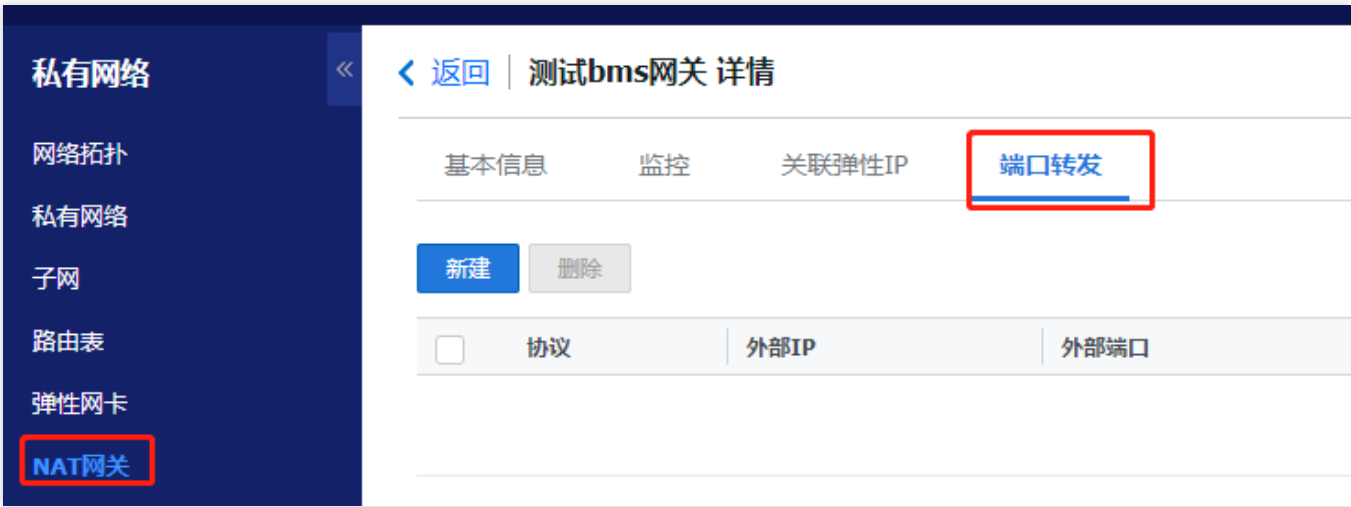 私有网络
«
网络拓扑
私有网络
子网
路由表
弹性网卡
NAT网关
返回 测试bms网关 详情
基本信息 监控 关联弹性IP 端口转发
新建 删除
协议 外部IP 外部端口